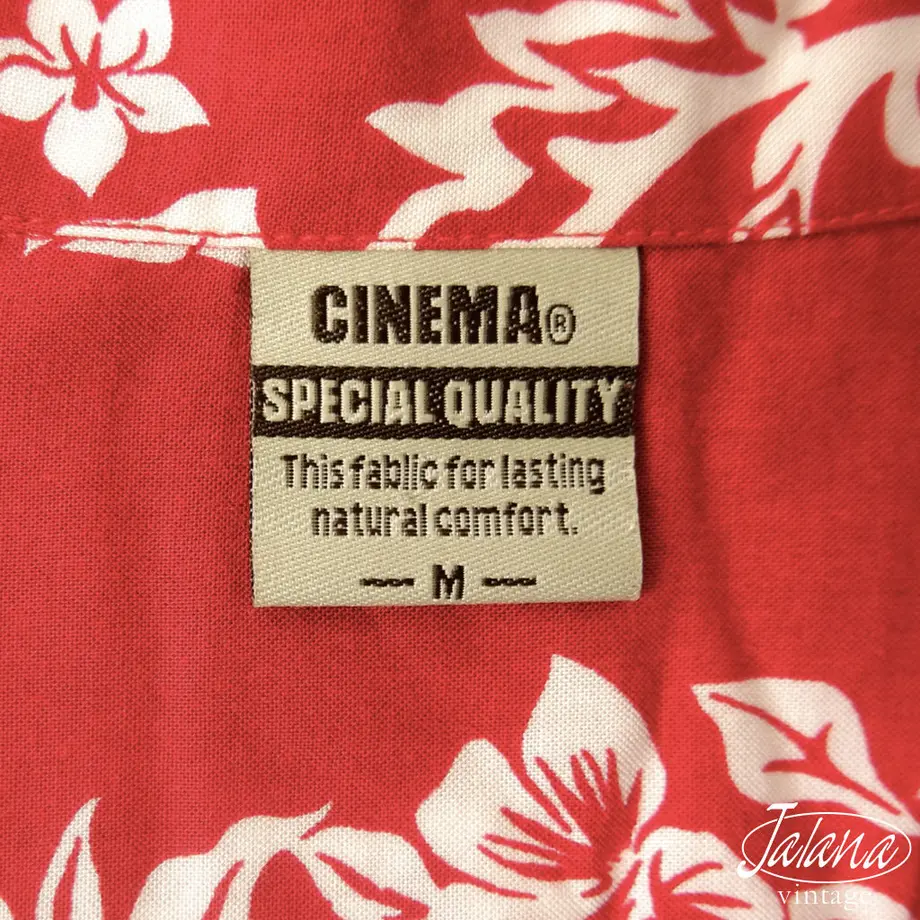 CINEMA®
SPECIAL QUALITY
This fablic for lasting
natural comfort.
— M —
Jalana
vintage